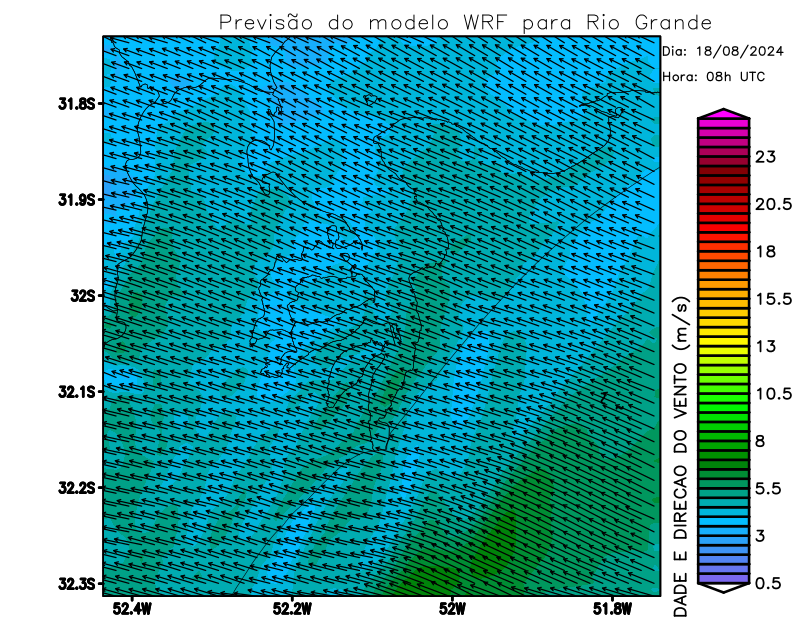 Previsão do modelo WRF para Rio Grande
Dia: 18/08/2024
Hora: 08h UTC
31.8S
31.9S
32S
32.1S
32.2S
32.3S
52.4W
52.2W
52W
51.8W
23
20.5
18
15.5
13
10.5
8
5.5
3
0.5
DADE E DIRECAO DO VENTO (m/s)